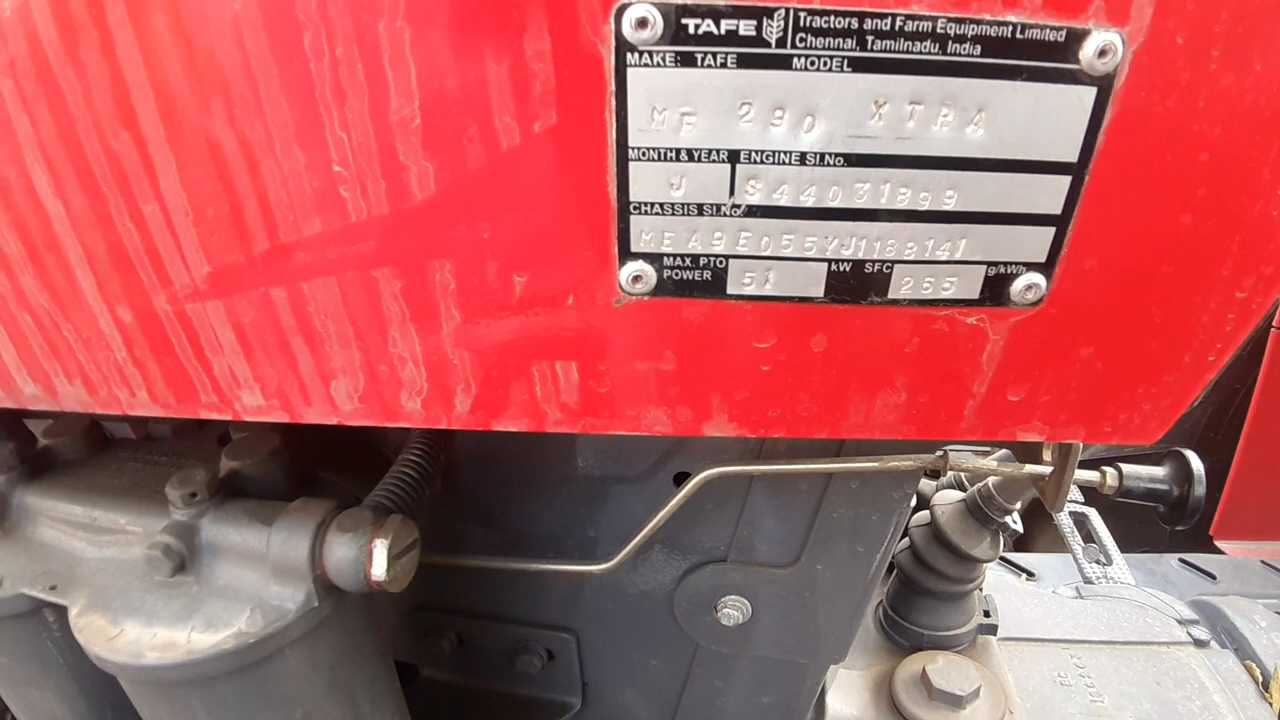 TAFE Tractors and Farm Equipment Limited
Chennai, Tamilnadu, India
MAKE: TAFE MODEL
MF 290 XTRA
MONTH & YEAR ENGINE Sl.No.
J S44031899
CHASSIS Sl.No.
MEA9E055YJ1188141
MAX. PTO POWER 51 kW SFC 265 g/kWh